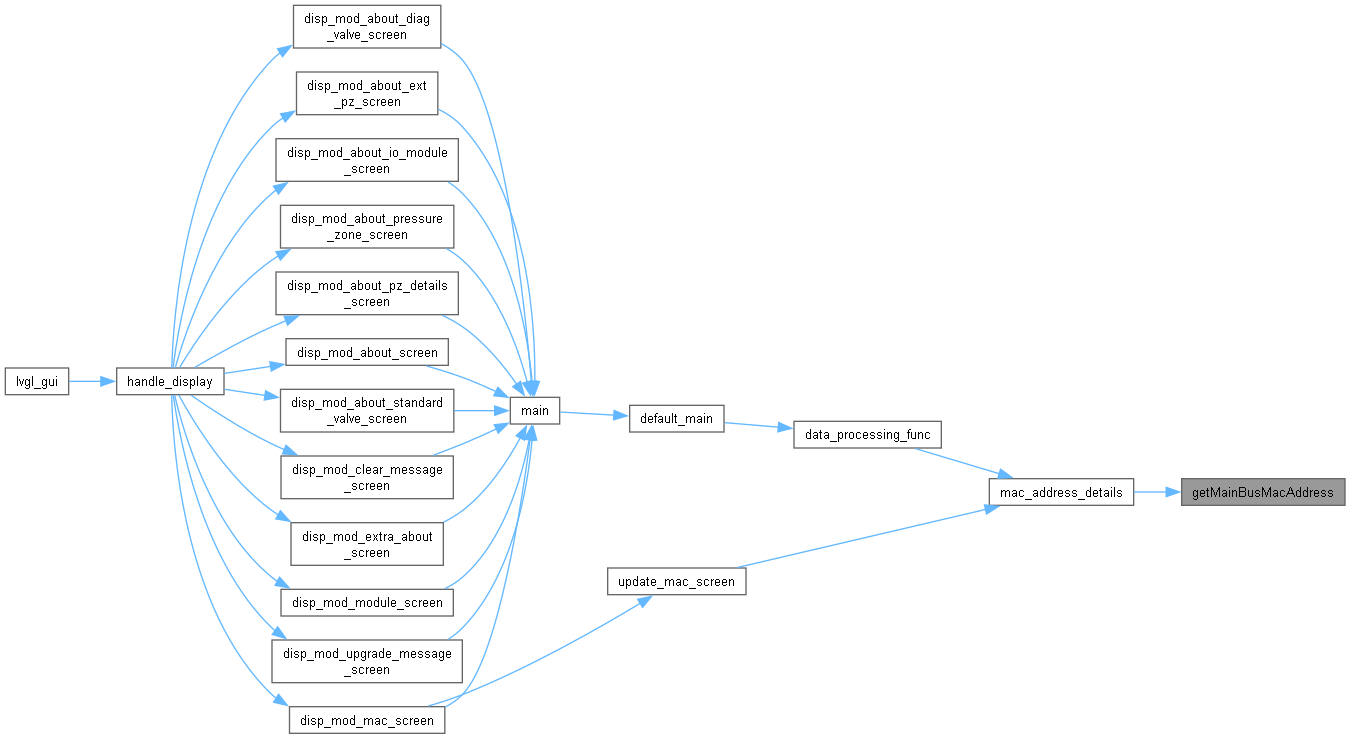 disp_mod_about_diag
_valve_screen
disp_mod_about_ext
_pz_screen
disp_mod_about_io_module
_screen
disp_mod_about_pressure
_zone_screen
disp_mod_about_pz_details
_screen
disp_mod_about_screen
lvgl_gui
handle_display
disp_mod_about_standard
_valve_screen
main
default_main
data_processing_func
disp_mod_clear_message
_screen
mac_address_details
getMainBusMacAddress
disp_mod_extra_about
_screen
update_mac_screen
disp_mod_module_screen
disp_mod_upgrade_message
_screen
disp_mod_mac_screen